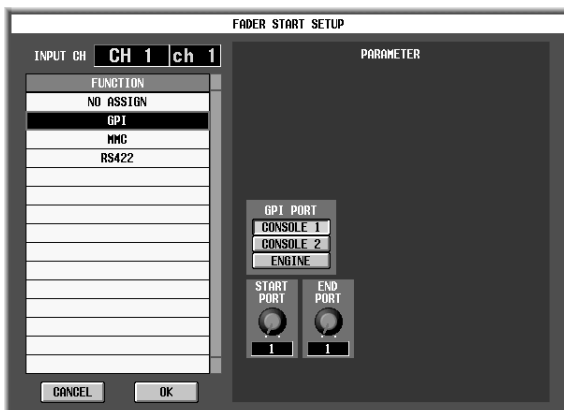 FADER START SETUP
INPUT CH CH 1 ch 1
FUNCTION
NO ASSIGN
GPI
MMC
RS422
PARAMETER
GPI PORT
CONSOLE 1
CONSOLE 2
ENGINE
START PORT
1
END PORT
1
CANCEL OK